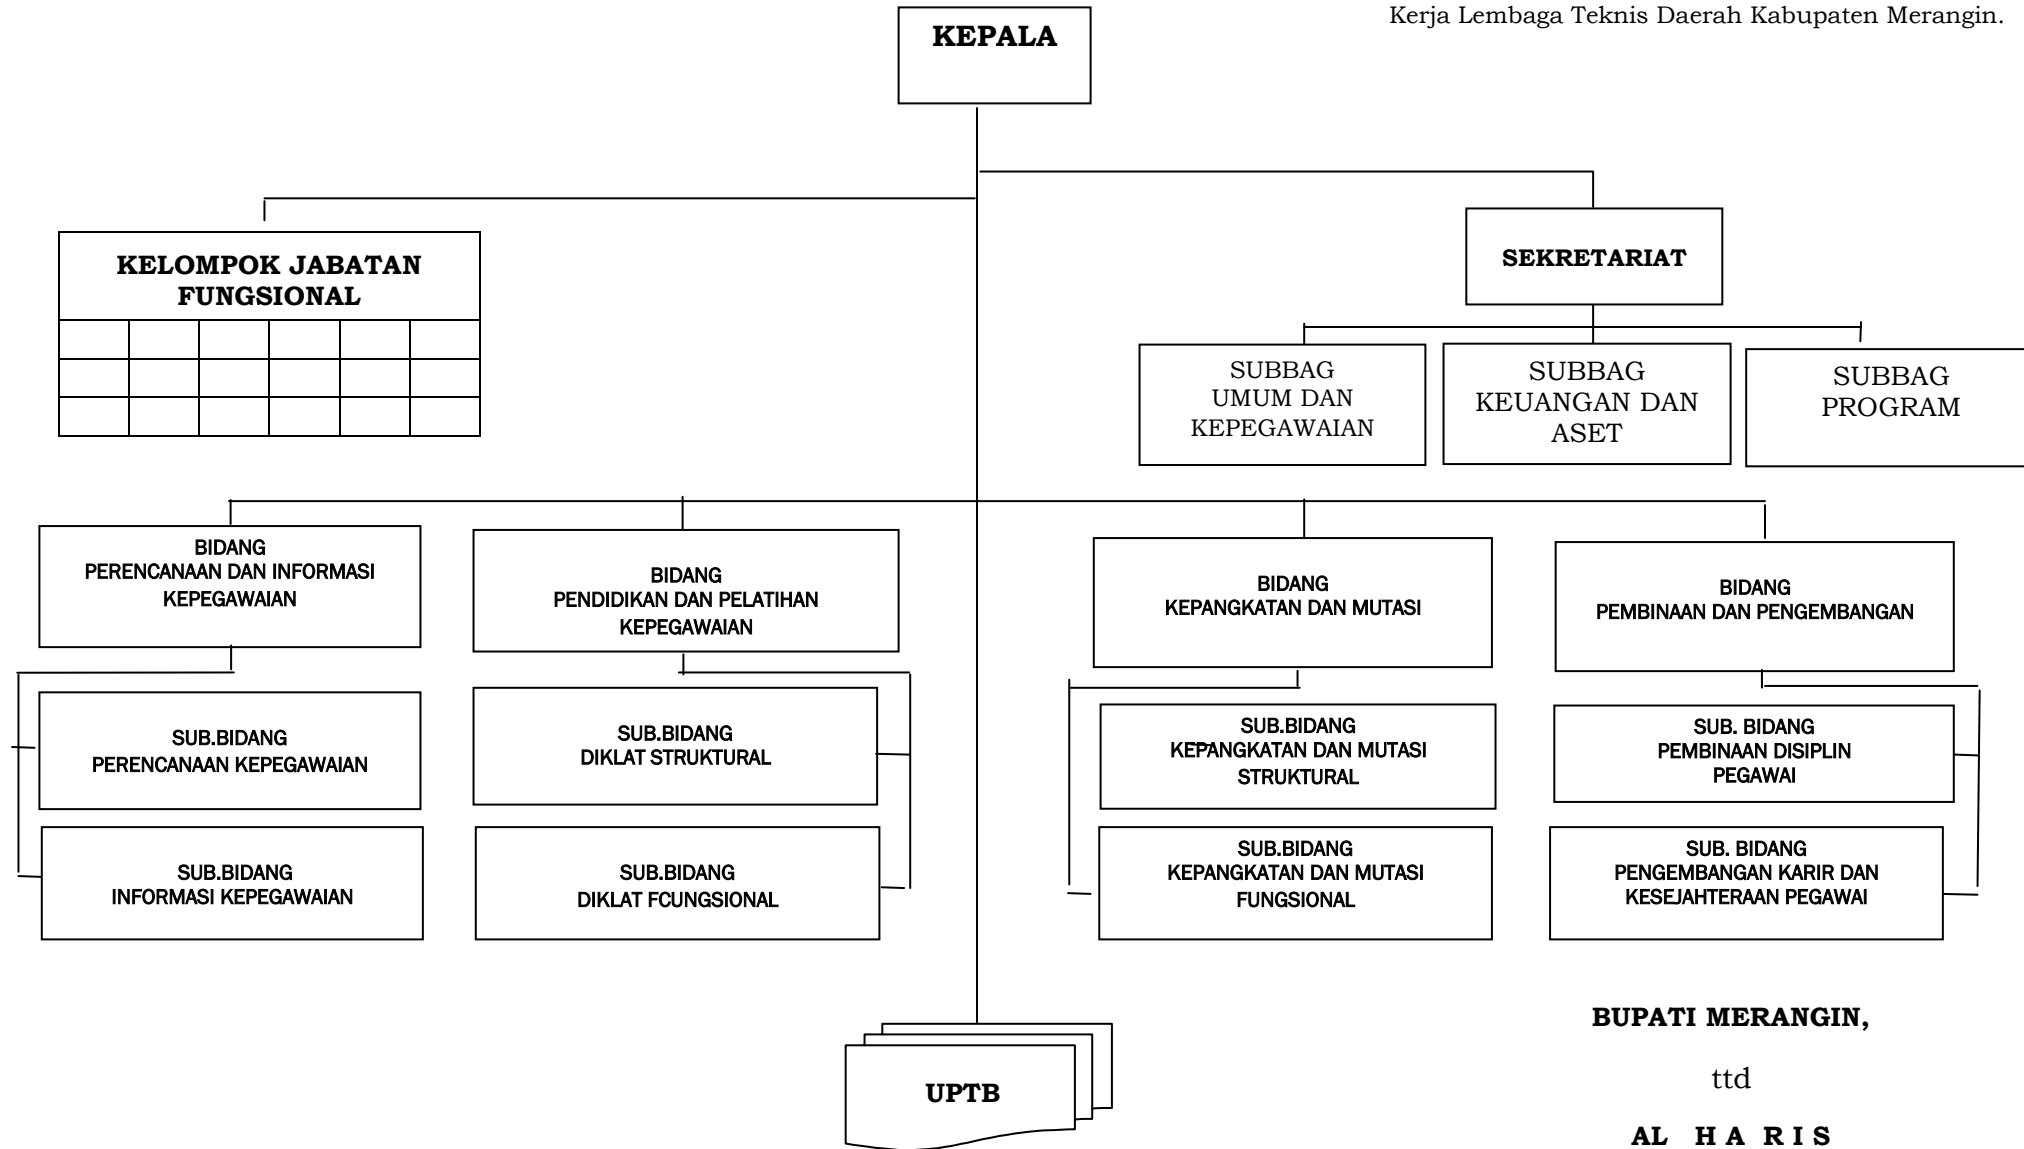 Kerja Lembaga Teknis Daerah Kabupaten Merangin.
KEPALA
KELOMPOK JABATAN
FUNGSIONAL
SEKRETARIAT
SUBBAG
UMUM DAN
KEPEGAWAIAN
SUBBAG
KEUANGAN DAN
ASET
SUBBAG
PROGRAM
BIDANG
PERENCANAAN DAN INFORMASI
KEPEGAWAIAN
BIDANG
PENDIDIKAN DAN PELATIHAN
KEPEGAWAIAN
BIDANG
KEPANGKATAN DAN MUTASI
BIDANG
PEMBINAAN DAN PENGEMBANGAN
SUB.BIDANG
PERENCANAAN KEPEGAWAIAN
SUB.BIDANG
DIKLAT STRUKTURAL
SUB.BIDANG
KEPANGKATAN DAN MUTASI
STRUKTURAL
SUB. BIDANG
PEMBINAAN DISIPLIN
PEGAWAI
SUB.BIDANG
INFORMASI KEPEGAWAIAN
SUB.BIDANG
DIKLAT FCUNGSIONAL
SUB.BIDANG
KEPANGKATAN DAN MUTASI
FUNGSIONAL
SUB. BIDANG
PENGEMBANGAN KARIR DAN
KESEJAHTERAAN PEGAWAI
UPTB
BUPATI MERANGIN,
ttd
AL H A R I S